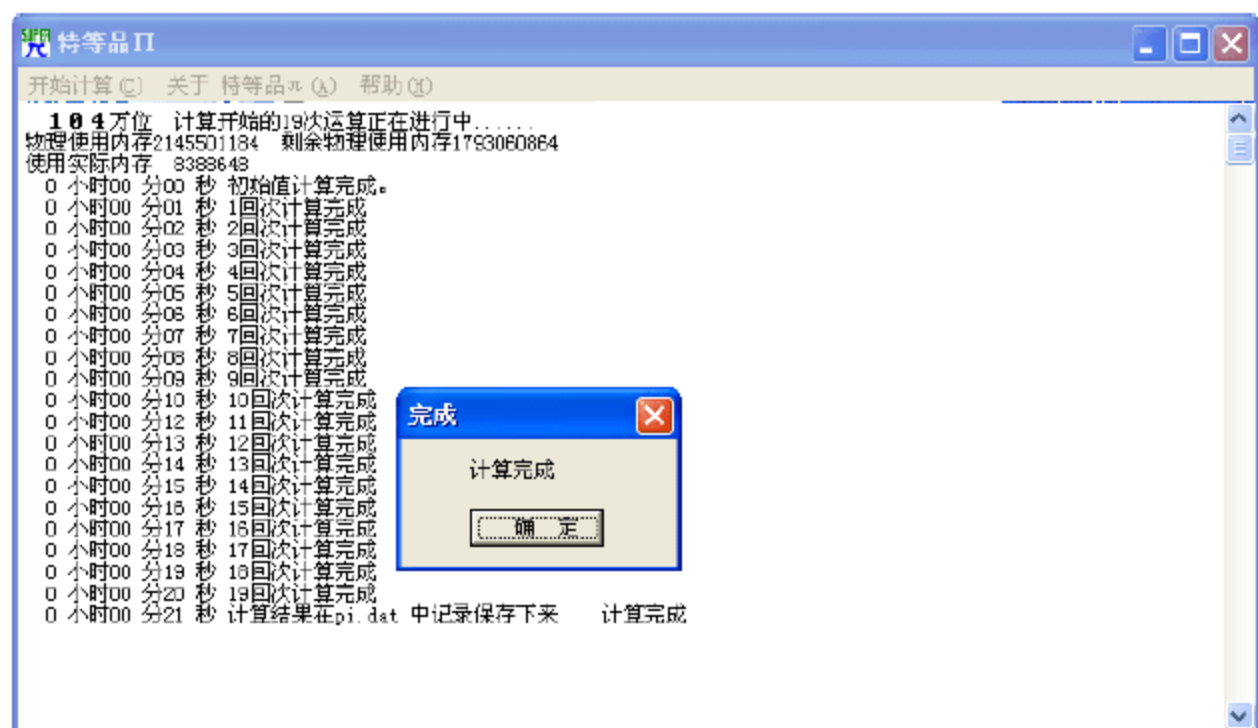 SUPER π 特等品Π
开始计算(C) 关于 特等品π(A) 帮助(H)
104万位 计算开始的19次运算正在进行中......
物理使用内存2145501184 剩余物理使用内存1793060864
使用实际内存 8388648
0 小时00 分00 秒 初始值计算完成。
0 小时00 分01 秒 1回次计算完成
0 小时00 分02 秒 2回次计算完成
0 小时00 分03 秒 3回次计算完成
0 小时00 分04 秒 4回次计算完成
0 小时00 分05 秒 5回次计算完成
0 小时00 分06 秒 6回次计算完成
0 小时00 分07 秒 7回次计算完成
0 小时00 分08 秒 8回次计算完成
0 小时00 分09 秒 9回次计算完成
0 小时00 分10 秒 10回次计算完成
0 小时00 分12 秒 11回次计算完成
0 小时00 分13 秒 12回次计算完成
0 小时00 分14 秒 13回次计算完成
0 小时00 分15 秒 14回次计算完成
0 小时00 分16 秒 15回次计算完成
0 小时00 分17 秒 16回次计算完成
0 小时00 分18 秒 17回次计算完成
0 小时00 分19 秒 18回次计算完成
0 小时00 分20 秒 19回次计算完成
0 小时00 分21 秒 计算结果在pi.dat 中记录保存下来 计算完成
完成
计算完成
确 定